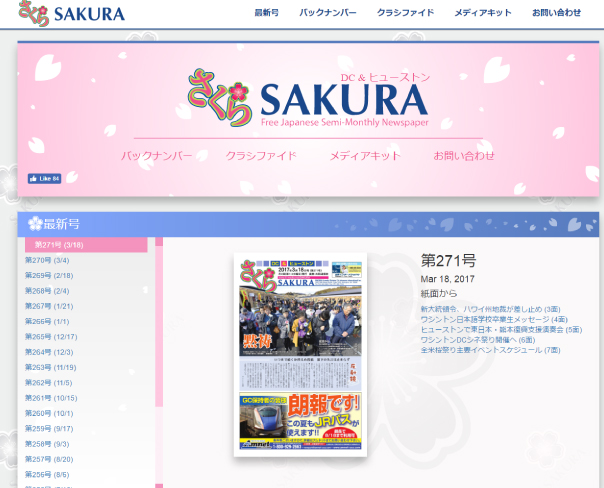 さくら SAKURA
最新号 バックナンバー クラシファイド メディアキット お問い合わせ
DC & ヒューストン
さくら SAKURA
Free Japanese Semi-Monthly Newspaper
バックナンバー クラシファイド メディアキット お問い合わせ
Like 84
最新号
第271号 (3/18)
第270号 (3/4)
第269号 (2/18)
第268号 (2/4)
第267号 (1/21)
第266号 (1/1)
第265号 (12/17)
第264号 (12/3)
第263号 (11/19)
第262号 (11/5)
第261号 (10/15)
第260号 (10/1)
第259号 (9/17)
第258号 (9/3)
第257号 (8/20)
第256号 (8/6)
さくら
SAKURA
黙祷
GC保持者の皆様
朗報です!
この夏もJRパスが
使えます!!
第271号
Mar 18, 2017
紙面から
新大統領令、ハワイ州地裁が差し止め (3面)
ワシントン日本語学校卒業生メッセージ (4面)
ヒューストンで東日本・熊本復興支援演奏会 (5面)
ワシントンDCシネ祭り開催へ (6面)
全米桜祭り主要イベントスケジュール (7面)